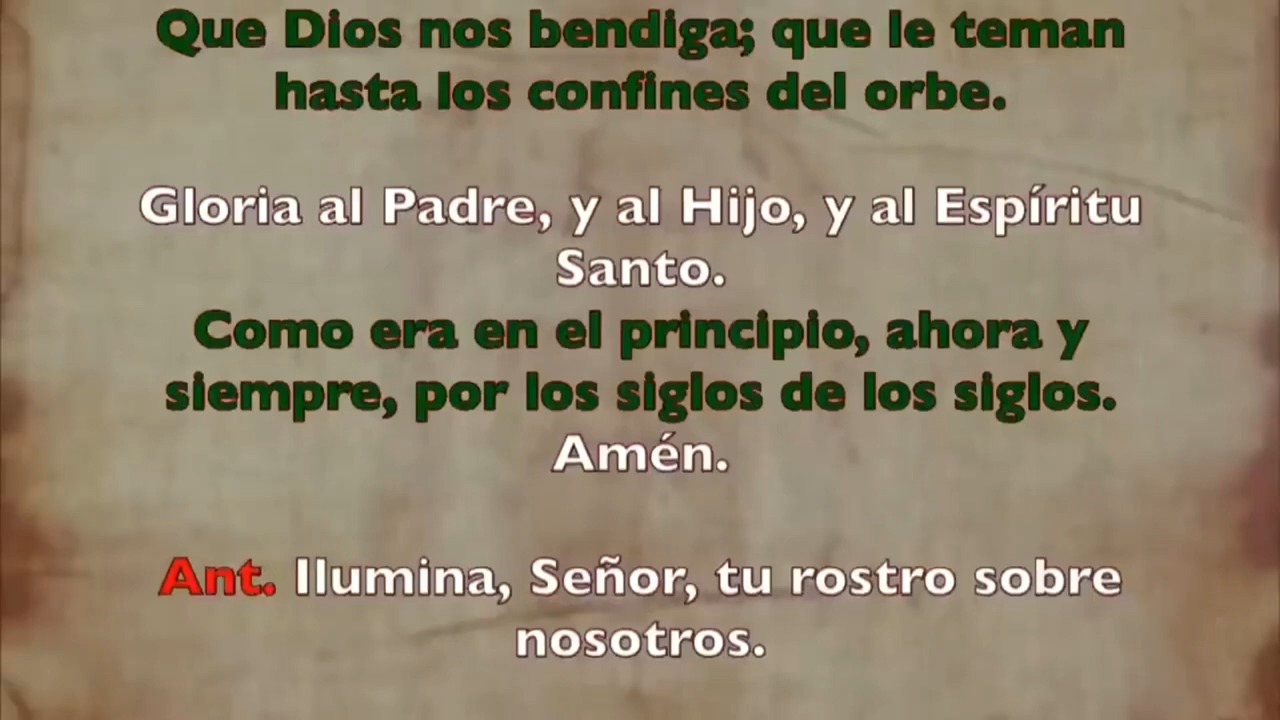 Que Dios nos bendiga; que le teman
hasta los confines del orbe.
Gloria al Padre, y al Hijo, y al Espíritu
Santo.
Como era en el principio, ahora y
siempre, por los siglos de los siglos.
Amén.
Ant. Ilumina, Señor, tu rostro sobre
nosotros.